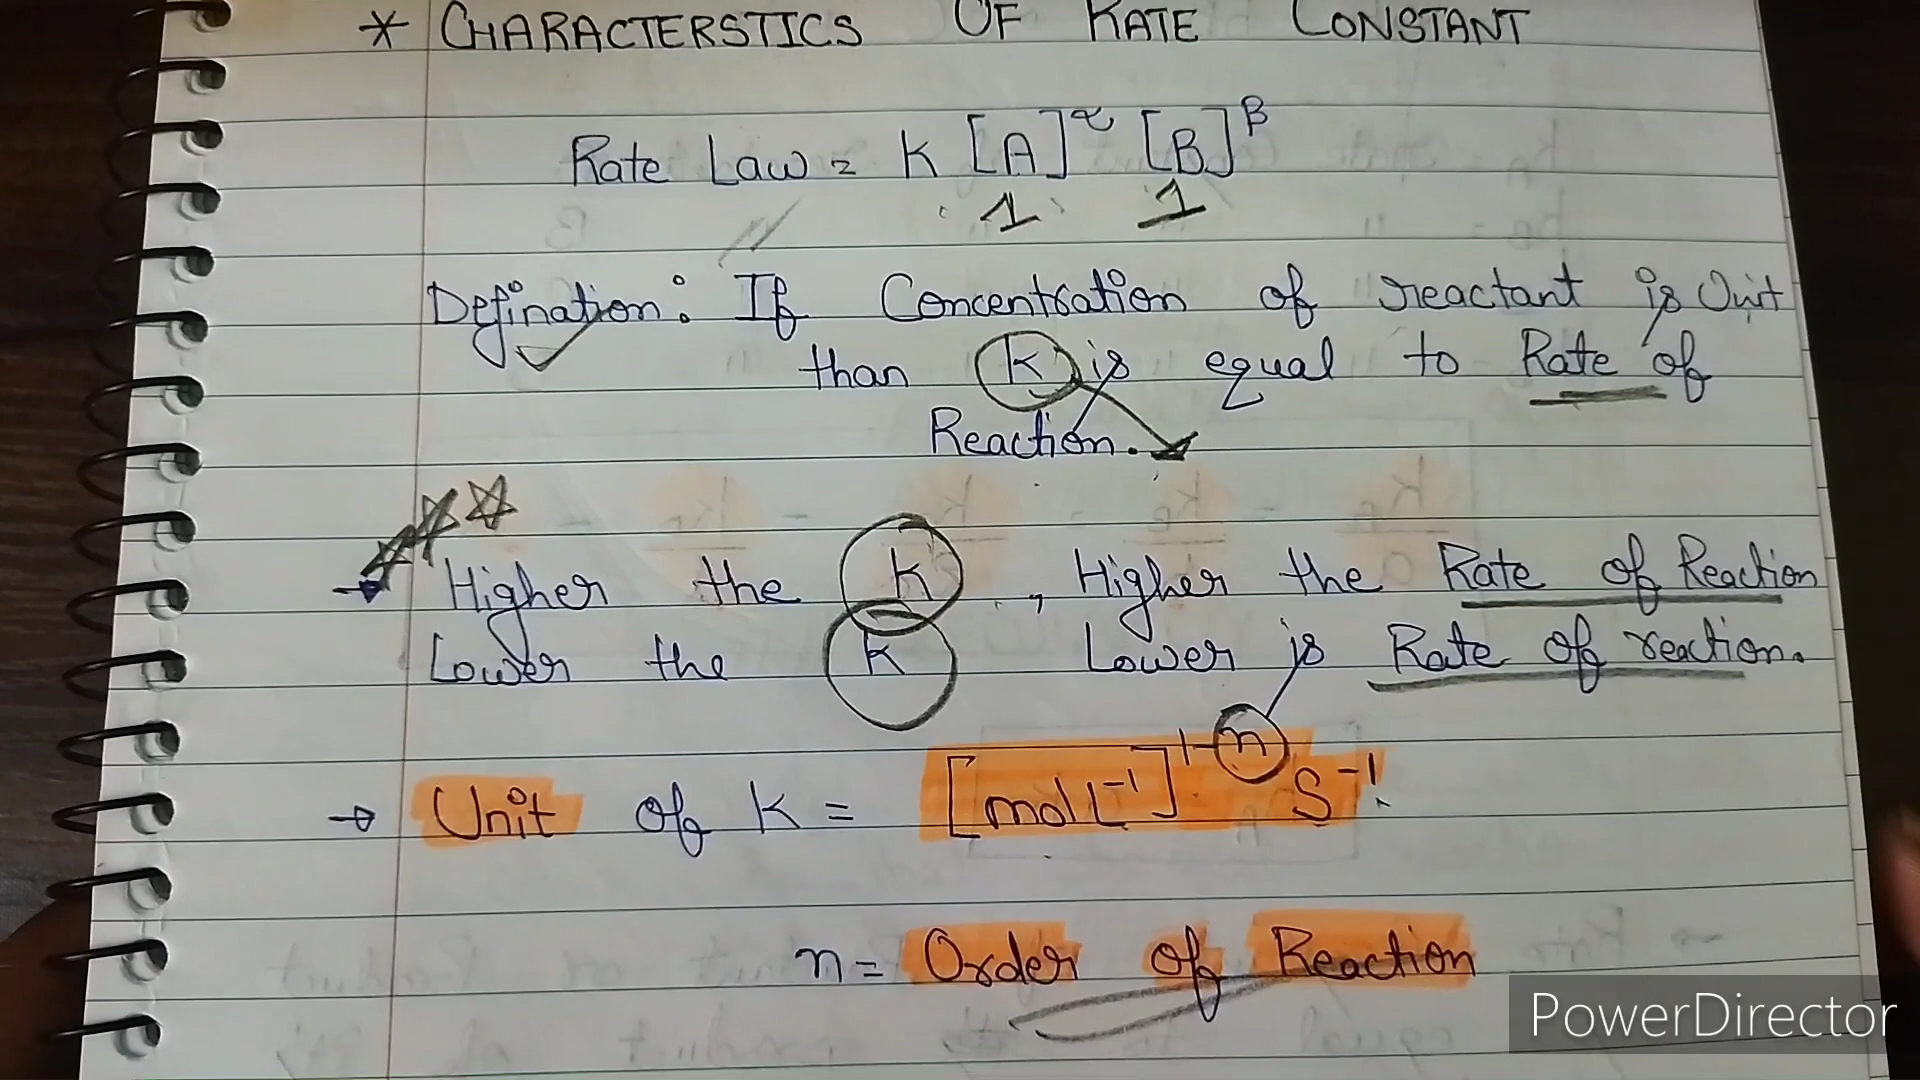 * CHARACTERSTICS OF RATE CONSTANT
Rate Law = K [A]^α [B]^β
1 1
Defination: If Concentration of reactant is Unit
than K is equal to Rate of
Reaction.
→ Higher the K, Higher the Rate of Reaction
Lower the K Lower is Rate of reaction.
→ Unit of K = [mol L⁻¹]^1-n S⁻¹.
n = Order of Reaction
PowerDirector